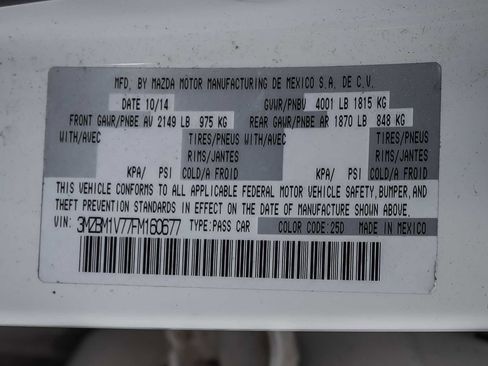 MFD. BY MAZDA MOTOR MANUFACTURING DE MEXICO S.A. DE C.V.
DATE 10/14 GVWR/PNBV 4001 LB 1815 KG
FRONT GAWR/PNBE AV 2149 LB 975 KG REAR GAWR/PNBE AR 1870 LB 848 KG
WITH/AVEC TIRES/PNEUS WITH/AVEC TIRES/PNEUS
RIMS/JANTES RIMS/JANTES
KPA/ PSI COLD/A FROID KPA/ PSI COLD/A FROID
THIS VEHICLE CONFORMS TO ALL APPLICABLE FEDERAL MOTOR VEHICLE SAFETY, BUMPER, AND
THEFT PREVENTION STANDARDS IN EFFECT ON THE DATE OF MANUFACTURE SHOWN ABOVE.
VIN: 3MZBM1V77FM160677 TYPE:PASS CAR COLOR CODE:25D MADE IN MEXICO